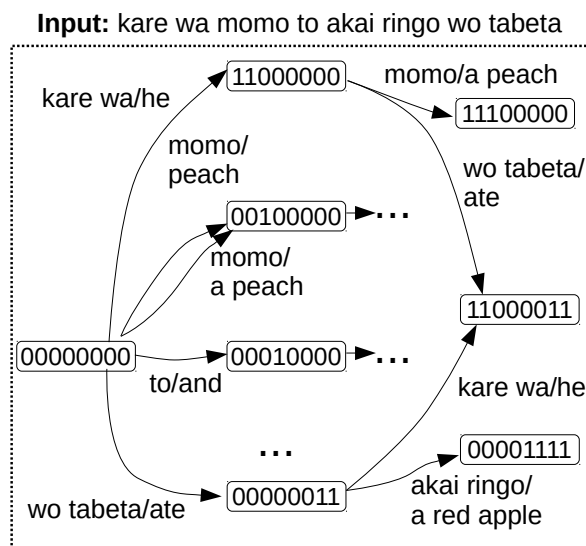 Input: kare wa momo to akai ringo wo tabeta
11000000
momo/a peach
kare wa/he
11100000
momo/
peach
wo tabeta/
ate
00100000
...
momo/
a peach
11000011
00000000
00010000
...
to/and
kare wa/he
...
00001111
wo tabeta/ate
00000011
akai ringo/
a red apple